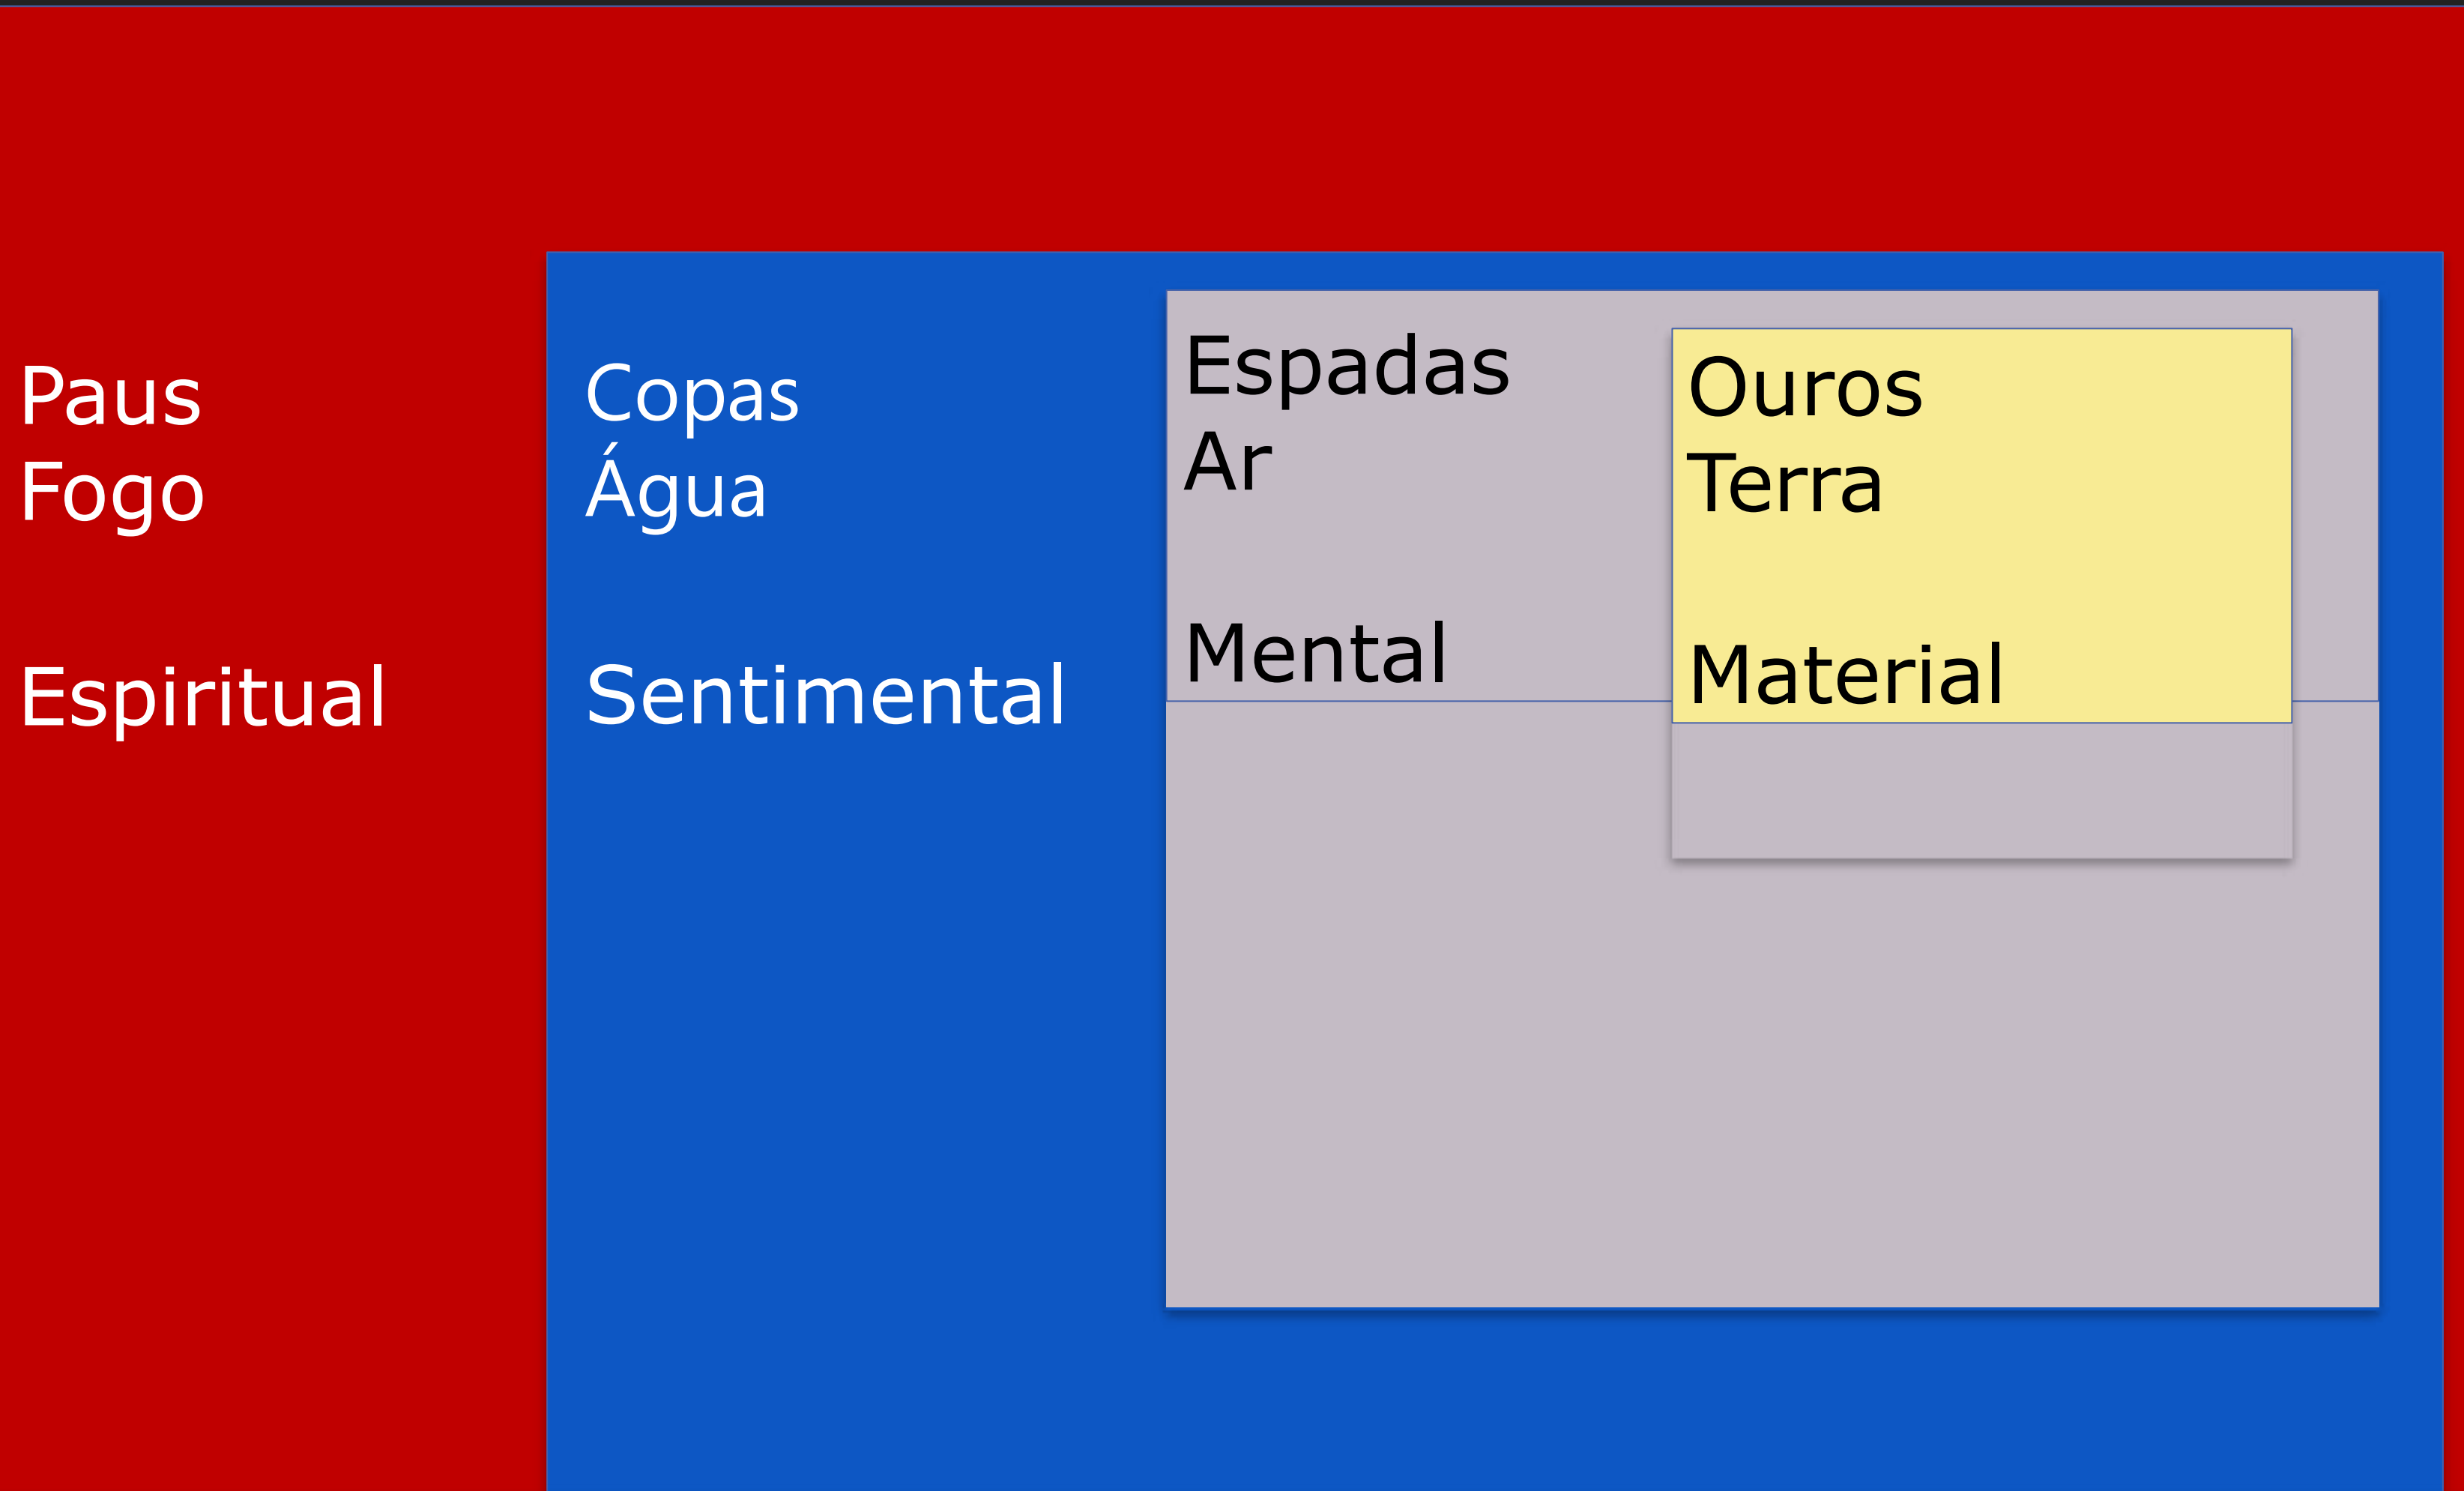 Paus
Fogo
Espiritual
Copas
Água
Sentimental
Espadas
Ar
Mental
Ouros
Terra
Material